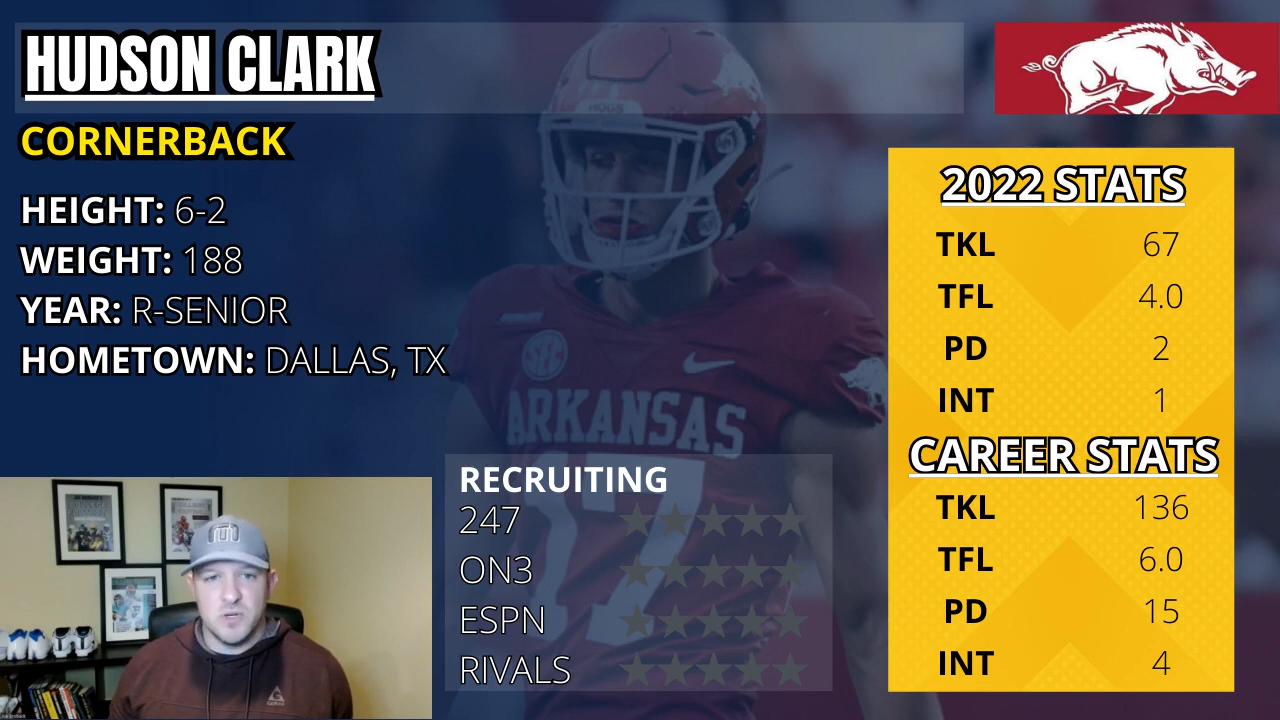 HUDSON CLARK
CORNERBACK
HEIGHT: 6-2
WEIGHT: 188
YEAR: R-SENIOR
HOMETOWN: DALLAS, TX
HOGS
SEC
ARKANSAS
17
RECRUITING
247
ON3
ESPN
RIVALS
2022 STATS
TKL 67
TFL 4.0
PD 2
INT 1
CAREER STATS
TKL 136
TFL 6.0
PD 15
INT 4